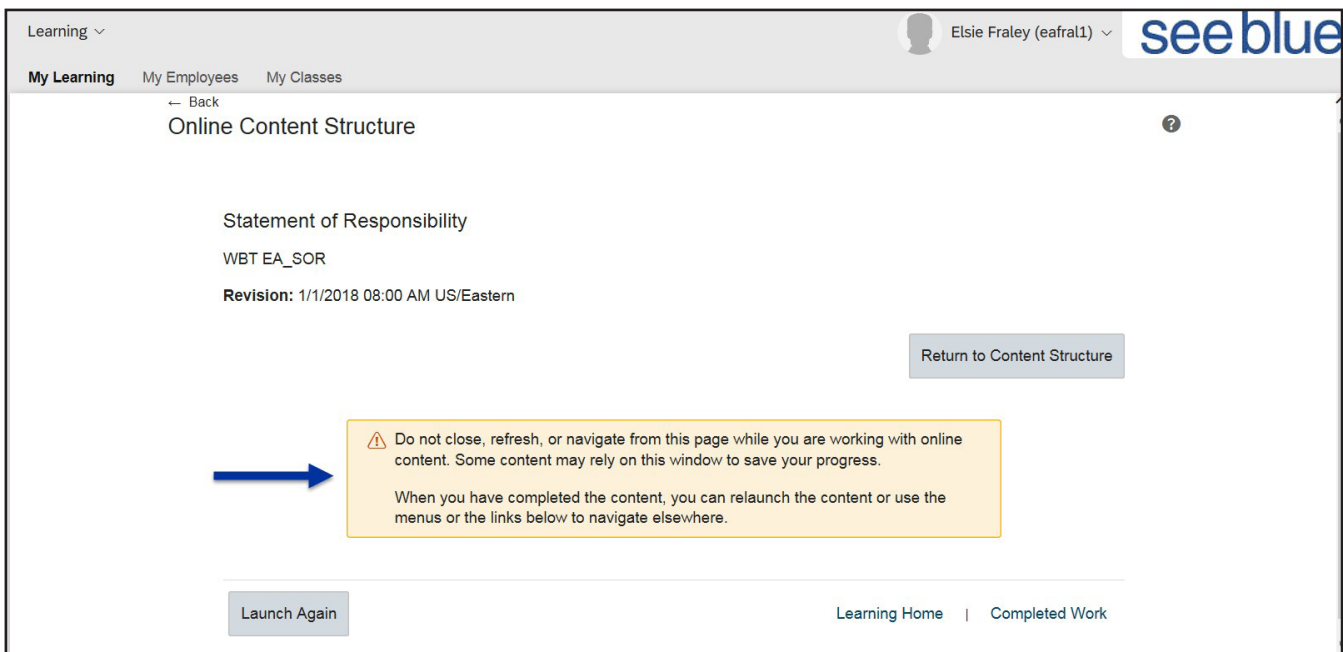 Learning
Elsie Fraley (eafral1)
see blue
My Learning My Employees My Classes
← Back
Online Content Structure
?
Statement of Responsibility
WBT EA_SOR
Revision: 1/1/2018 08:00 AM US/Eastern
Return to Content Structure
Do not close, refresh, or navigate from this page while you are working with online
content. Some content may rely on this window to save your progress.
When you have completed the content, you can relaunch the content or use the
menus or the links below to navigate elsewhere.
Launch Again
Learning Home | Completed Work